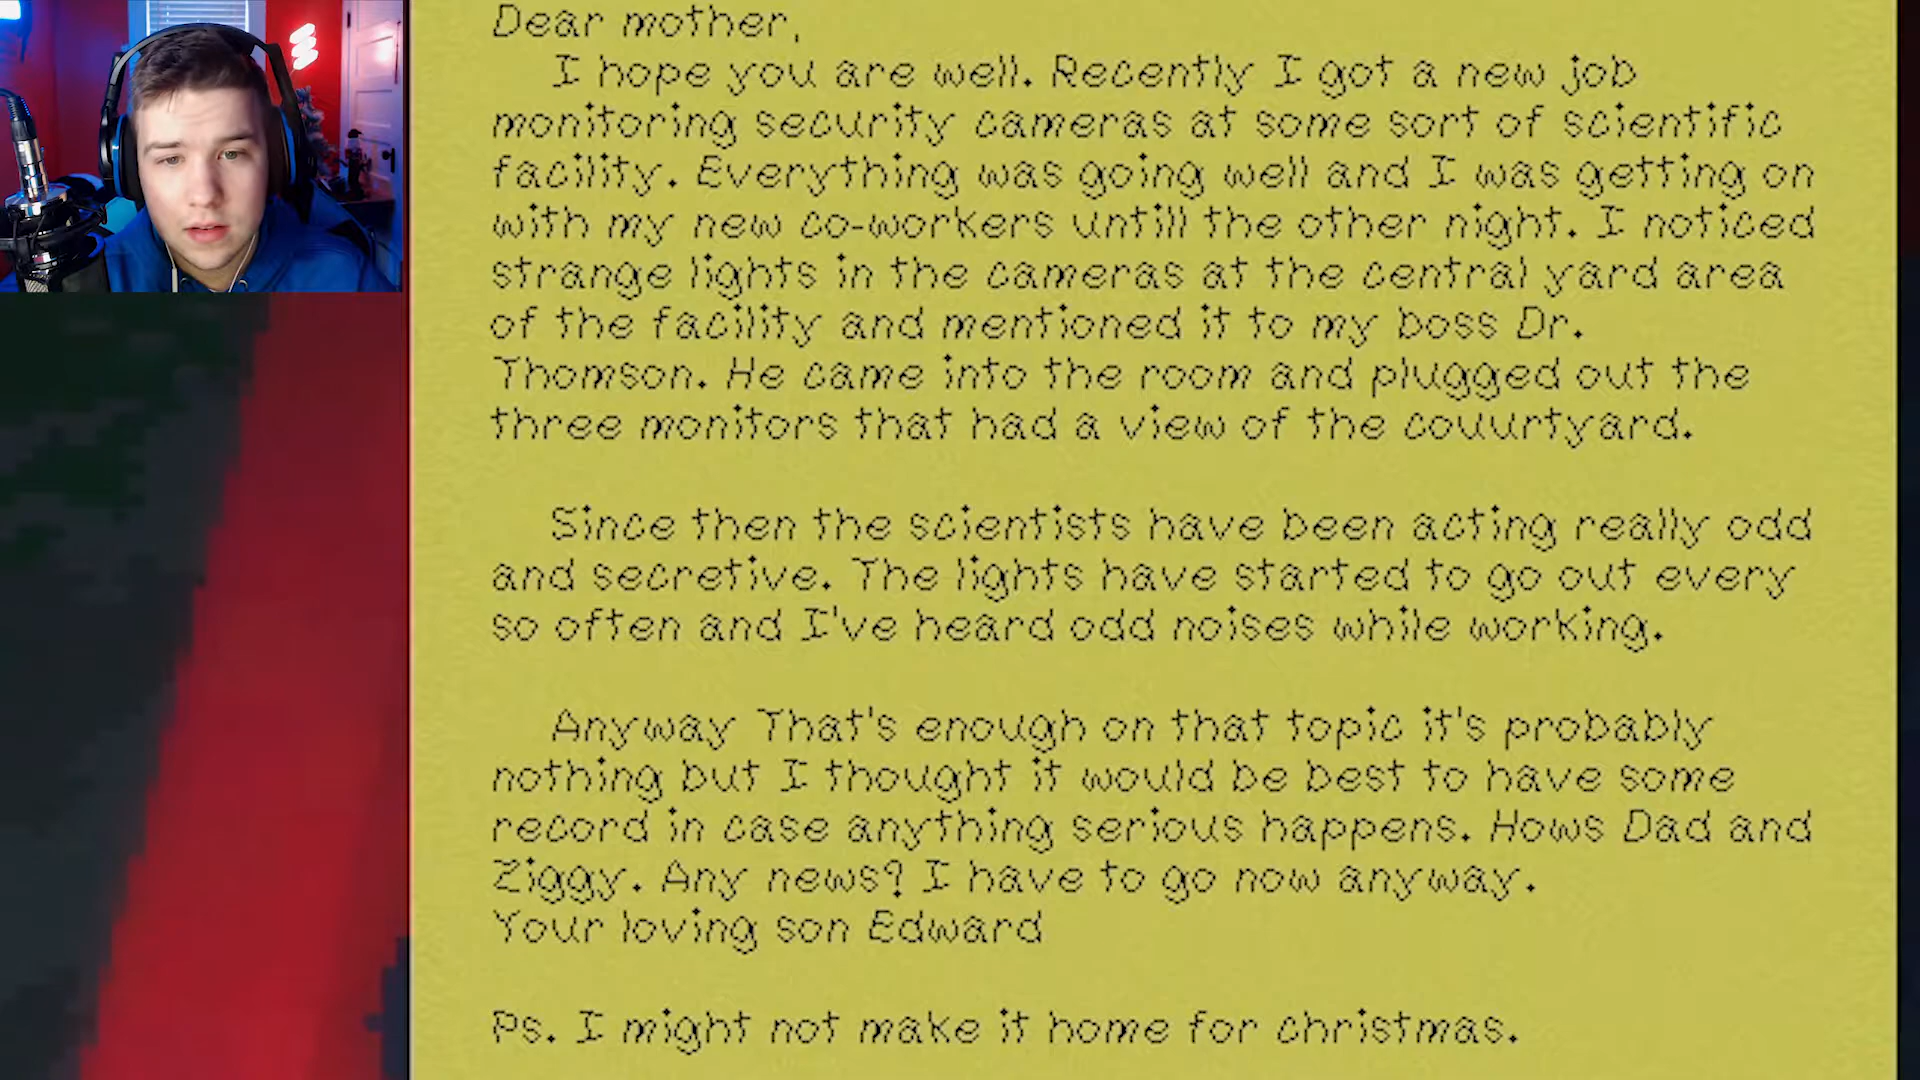 Dear mother,
I hope you are well. Recently I got a new job
monitoring security cameras at some sort of scientific
facility. Everything was going well and I was getting on
with my new co-workers untill the other night. I noticed
strange lights in the cameras at the central yard area
of the facility and mentioned it to my boss Dr.
Thomson. He came into the room and plugged out the
three monitors that had a view of the couurtyard.
Since then the scientists have been acting really odd
and secretive. The lights have started to go out every
so often and I've heard odd noises while working.
Anyway That's enough on that topic it's probably
nothing but I thought it would be best to have some
record in case anything serious happens. Hows Dad and
Ziggy. Any news? I have to go now anyway.
Your loving son Edward
Ps. I might not make it home for christmas.